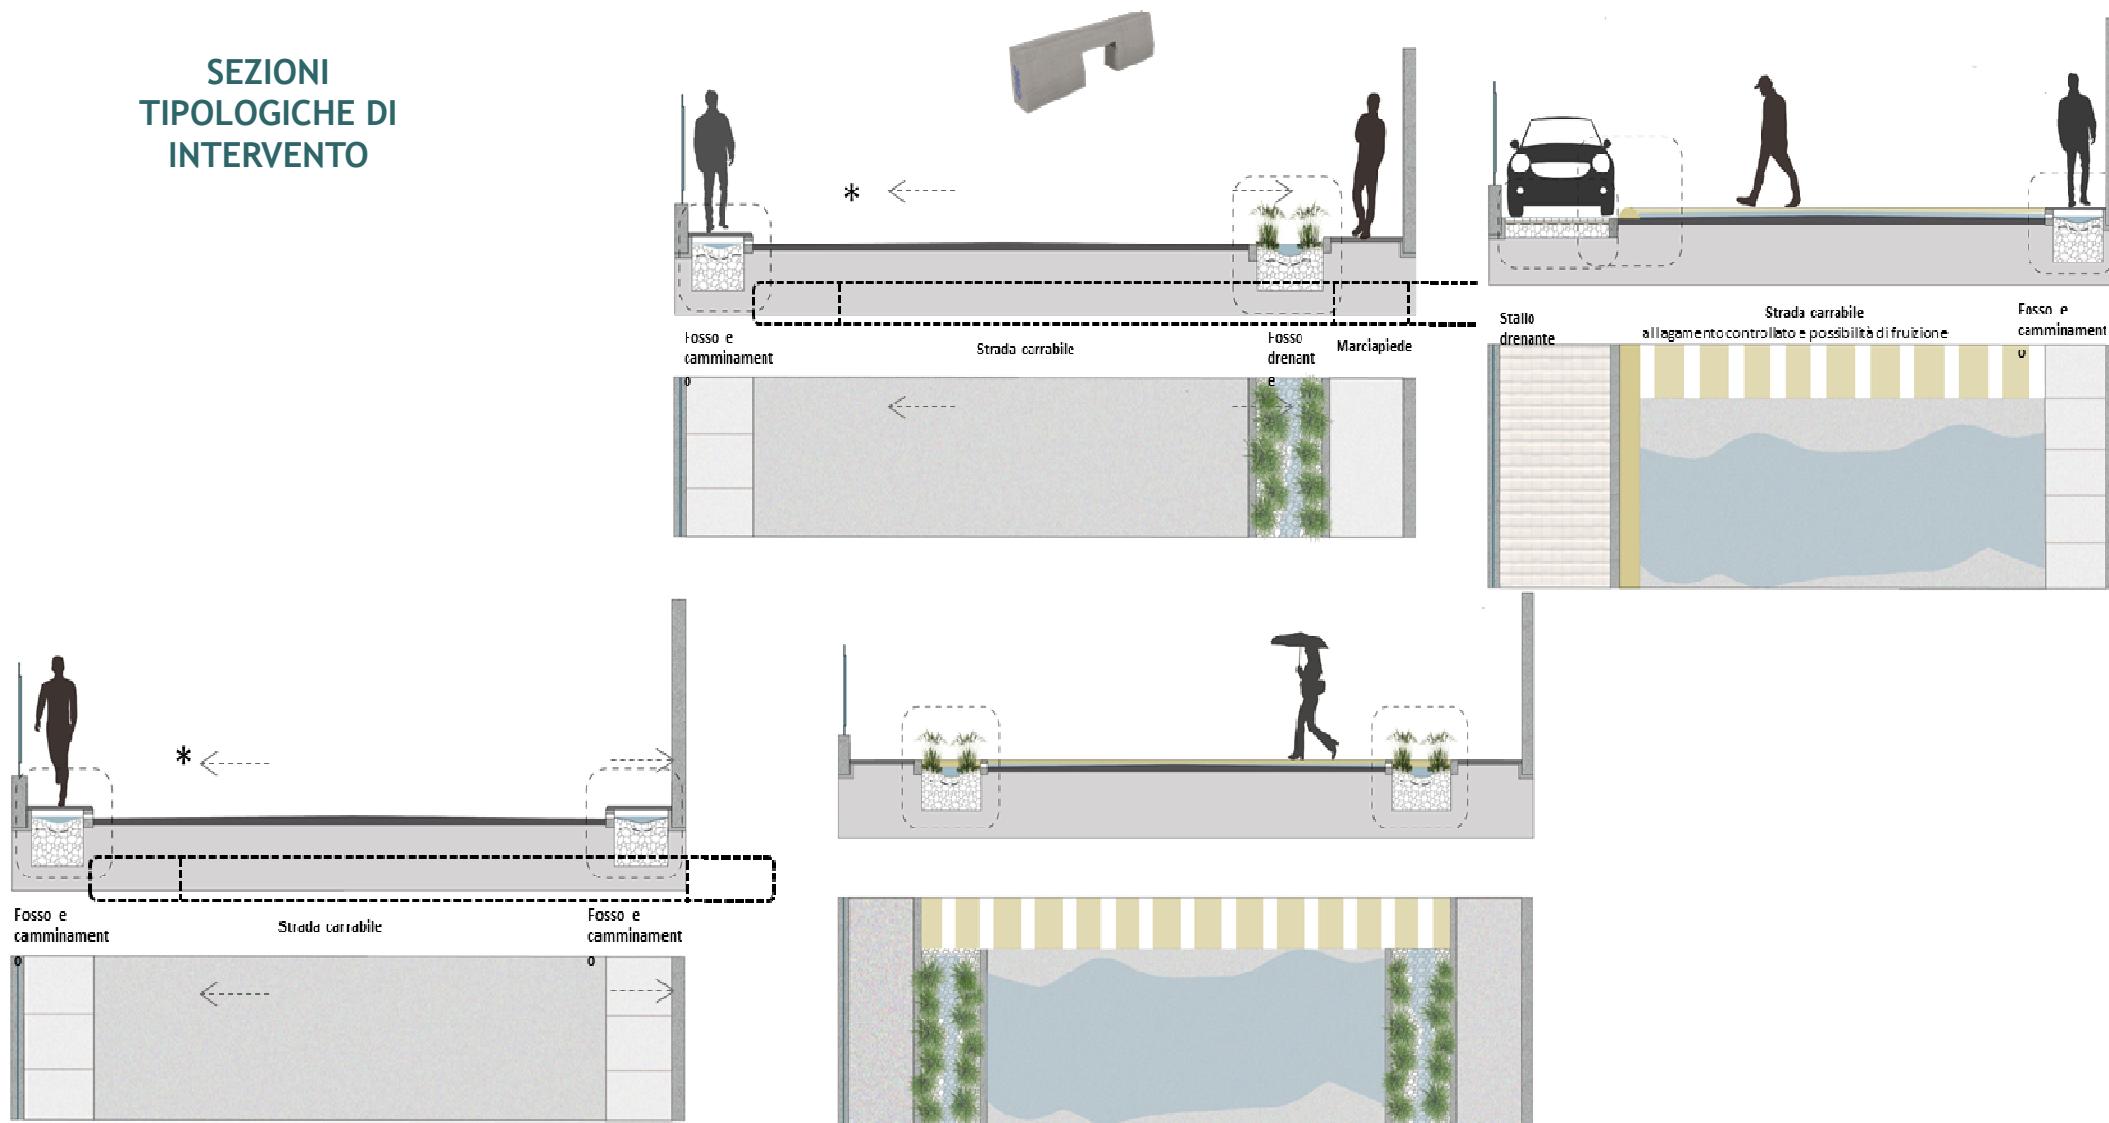 SEZIONI
TIPOLOGICHE DI
INTERVENTO
*
Fosso e
camminament
o
Strada carrabile
Fosso
drenant
e
Marciapiede
Stallo
drenante
Strada carrabile
allagamento controllato e possibilità di fruizione
Fosso e
camminament
o
*
Fosso e
camminament
o
Strada carrabile
Fosso e
camminament
o